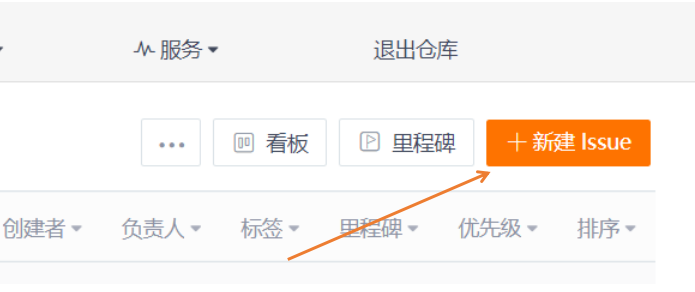 服务 退出仓库
... 看板 里程碑 + 新建 Issue
创建者 负责人 标签 里程碑 优先级 排序